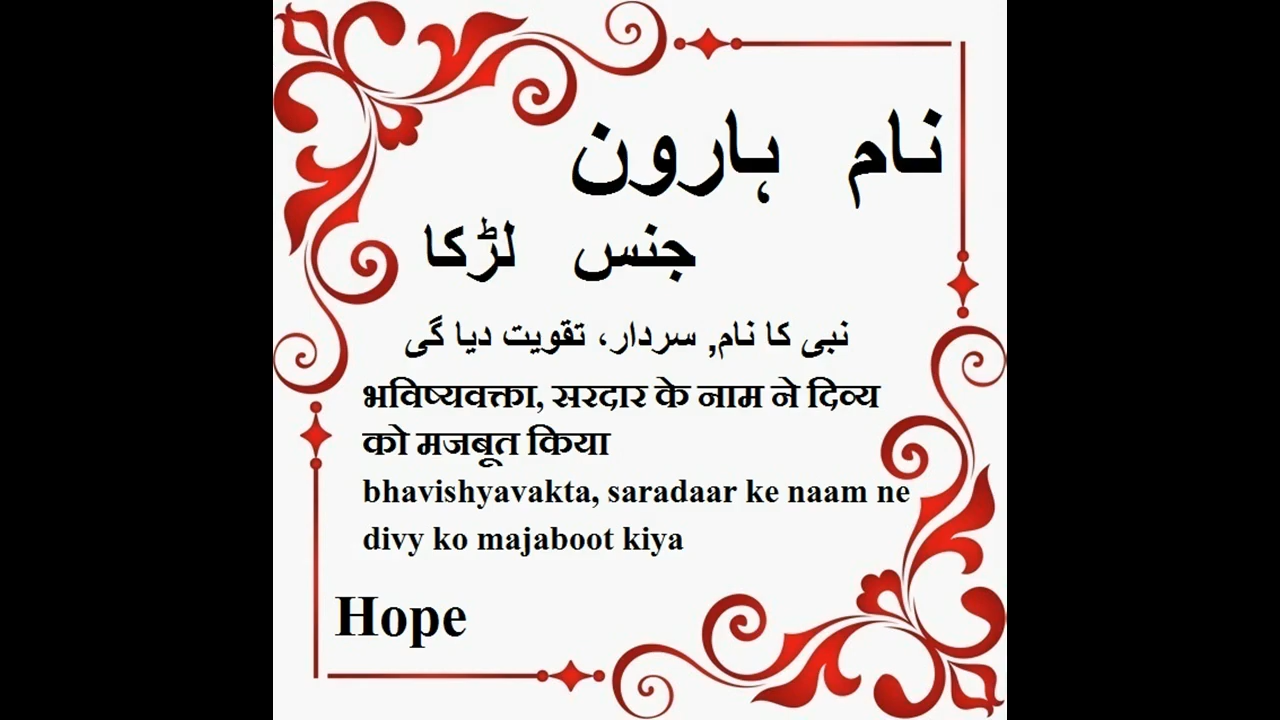 نام ہارون
جنس لڑکا
نبی کا نام, سردار، تقویت دیا گی
भविष्यवक्ता, सरदार के नाम ने दिव्य
को मजबूत किया
bhavishyavakta, saradaar ke naam ne
divy ko majaboot kiya
Hope